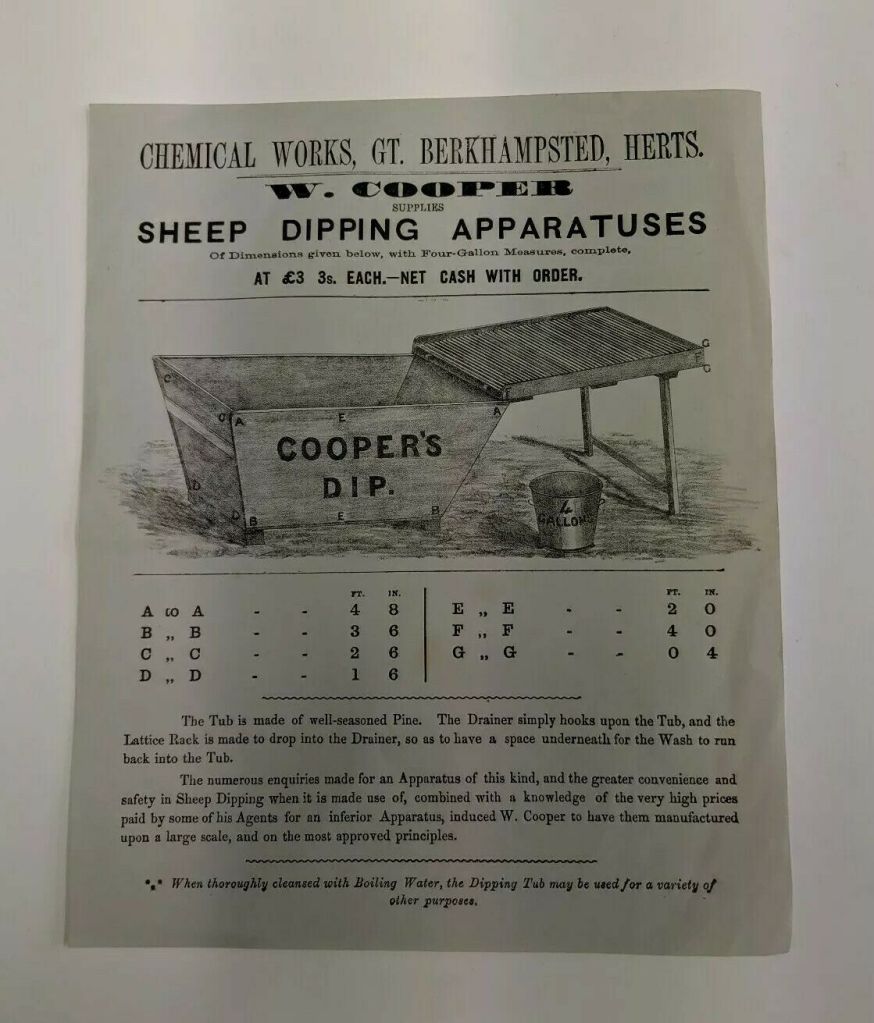 CHEMICAL WORKS, GT. BERKHAMPSTED, HERTS.
W. COOPER
SUPPLIES
SHEEP DIPPING APPARATUSES
Of Dimensions given below, with Four-Gallon Measures, complete,
AT £3 3s. EACH.—NET CASH WITH ORDER.
C C A E A G F G
COOPER'S
DIP.
D D B E B
4
GALLONS
FT. IN. FT. IN.
A to A - - 4 8 E „ E - - 2 0
B „ B - - 3 6 F „ F - - 4 0
C „ C - - 2 6 G „ G - - 0 4
D „ D - - 1 6
The Tub is made of well-seasoned Pine. The Drainer simply hooks upon the Tub, and the
Lattice Rack is made to drop into the Drainer, so as to have a space underneath for the Wash to run
back into the Tub.
The numerous enquiries made for an Apparatus of this kind, and the greater convenience and
safety in Sheep Dipping when it is made use of, combined with a knowledge of the very high prices
paid by some of his Agents for an inferior Apparatus, induced W. Cooper to have them manufactured
upon a large scale, and on the most approved principles.
*** When thoroughly cleansed with Boiling Water, the Dipping Tub may be used for a variety of
other purposes.